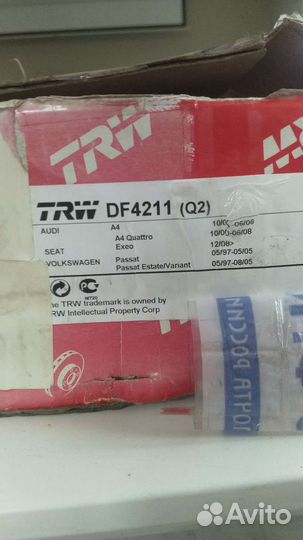 TRW
TRW DF4211 (Q2)
AUDI A4
A4 Quattro 10/00-06/08
SEAT Exeo 12/08>
VOLKSWAGEN Passat 05/97-05/05
Passat Estate/Variant 05/97-08/05
The TRW trademark is owned by
TRW Intellectual Property Corp
ПОЧТА РОССИИ
Avito